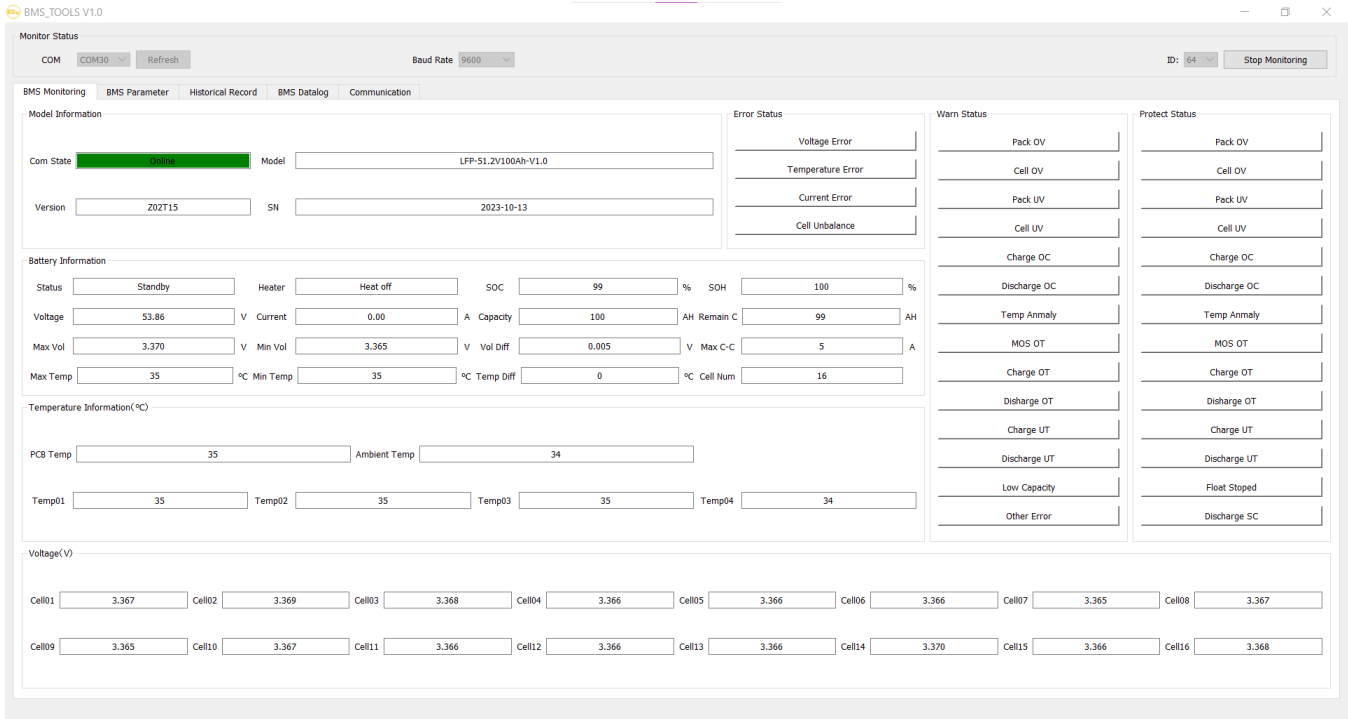 BMS_TOOLS V1.0
Monitor Status
COM COM30 Refresh Baud Rate 9600 ID: 64 Stop Monitoring
BMS Monitoring BMS Parameter Historical Record BMS Datalog Communication
Model Information
Com State Online Model LFP-51.2V100Ah-V1.0
Version Z02T15 SN 2023-10-13
Error Status
Voltage Error
Temperature Error
Current Error
Cell Unbalance
Warn Status
Pack OV
Cell OV
Pack UV
Cell UV
Charge OC
Discharge OC
Temp Anmaly
MOS OT
Charge OT
Disharge OT
Charge UT
Discharge UT
Low Capacity
Other Error
Protect Status
Pack OV
Cell OV
Pack UV
Cell UV
Charge OC
Discharge OC
Temp Anmaly
MOS OT
Charge OT
Disharge OT
Charge UT
Discharge UT
Float Stoped
Discharge SC
Battery Information
Status Standby Heater Heat off SOC 99 % SOH 100 %
Voltage 53.86 V Current 0.00 A Capacity 100 AH Remain C 99 AH
Max Vol 3.370 V Min Vol 3.365 V Vol Diff 0.005 V Max C-C 5 A
Max Temp 35 ºC Min Temp 35 ºC Temp Diff 0 ºC Cell Num 16
Temperature Information(ºC)
PCB Temp 35 Ambient Temp 34
Temp01 35 Temp02 35 Temp03 35 Temp04 34
Voltage(V)
Cell01 3.367 Cell02 3.369 Cell03 3.368 Cell04 3.366 Cell05 3.366 Cell06 3.366 Cell07 3.365 Cell08 3.367
Cell09 3.365 Cell10 3.367 Cell11 3.366 Cell12 3.366 Cell13 3.366 Cell14 3.370 Cell15 3.366 Cell16 3.368